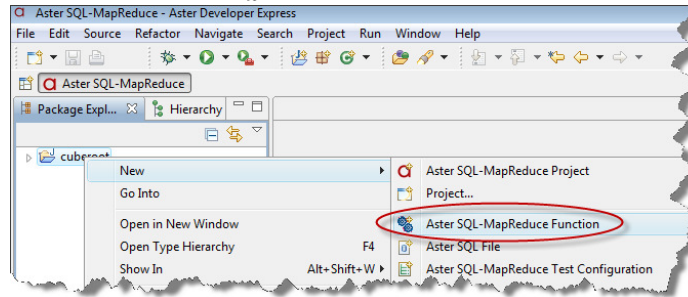 Aster SQL-MapReduce - Aster Developer Express
File Edit Source Refactor Navigate Search Project Run Window Help
Aster SQL-MapReduce
Package Expl... Hierarchy
cuberoot
New Aster SQL-MapReduce Project
Go Into Project...
Aster SQL-MapReduce Function
Open in New Window
Open Type Hierarchy F4 Aster SQL File
Show In Alt+Shift+W Aster SQL-MapReduce Test Configuration